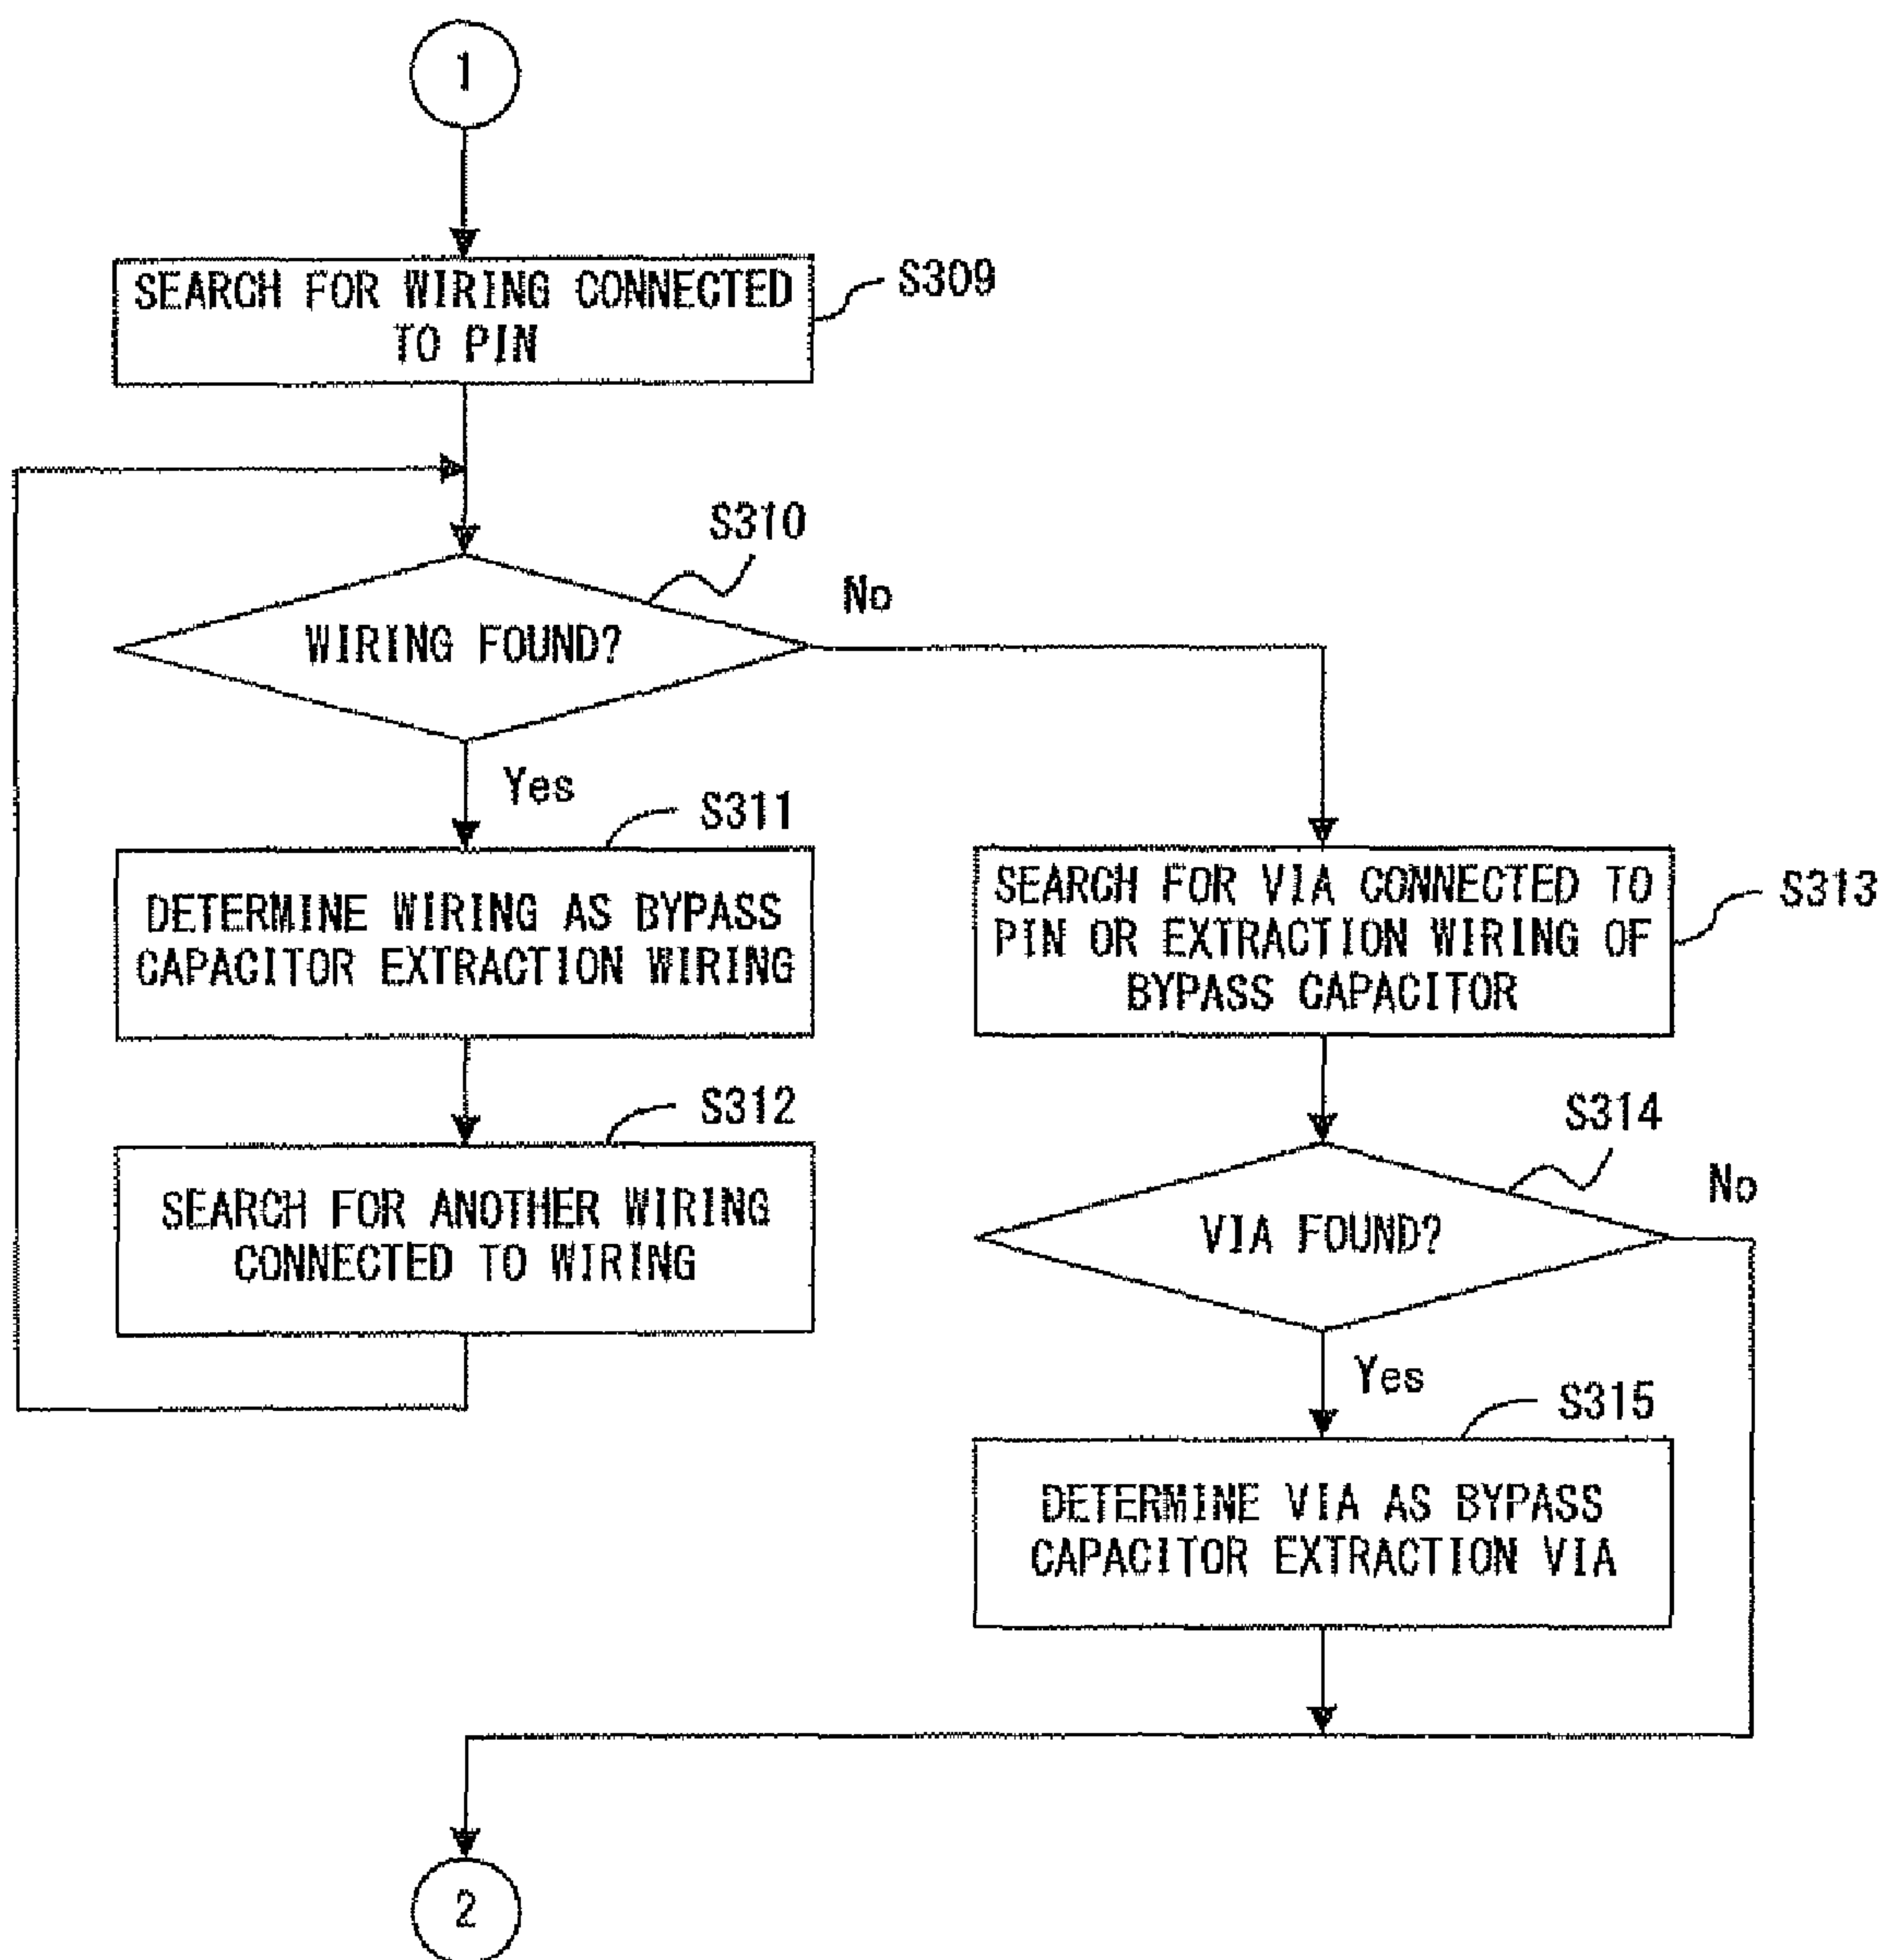 1
SEARCH FOR WIRING CONNECTED
TO PIN
S309
S310
WIRING FOUND?
No
Yes
S311
DETERMINE WIRING AS BYPASS
CAPACITOR EXTRACTION WIRING
S312
SEARCH FOR ANOTHER WIRING
CONNECTED TO WIRING
SEARCH FOR VIA CONNECTED TO
PIN OR EXTRACTION WIRING OF
BYPASS CAPACITOR
S313
S314
VIA FOUND?
No
Yes
S315
DETERMINE VIA AS BYPASS
CAPACITOR EXTRACTION VIA
2